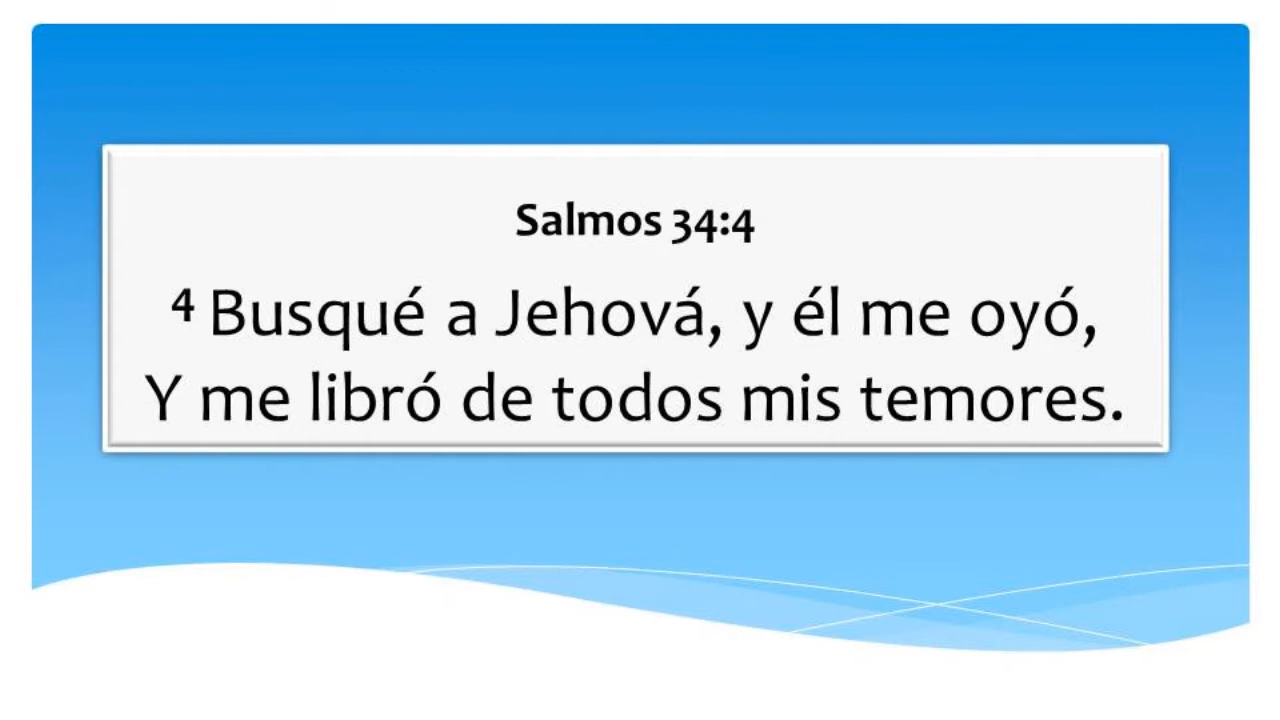 Salmos 34:4
4 Busqué a Jehová, y él me oyó,
Y me libró de todos mis temores.